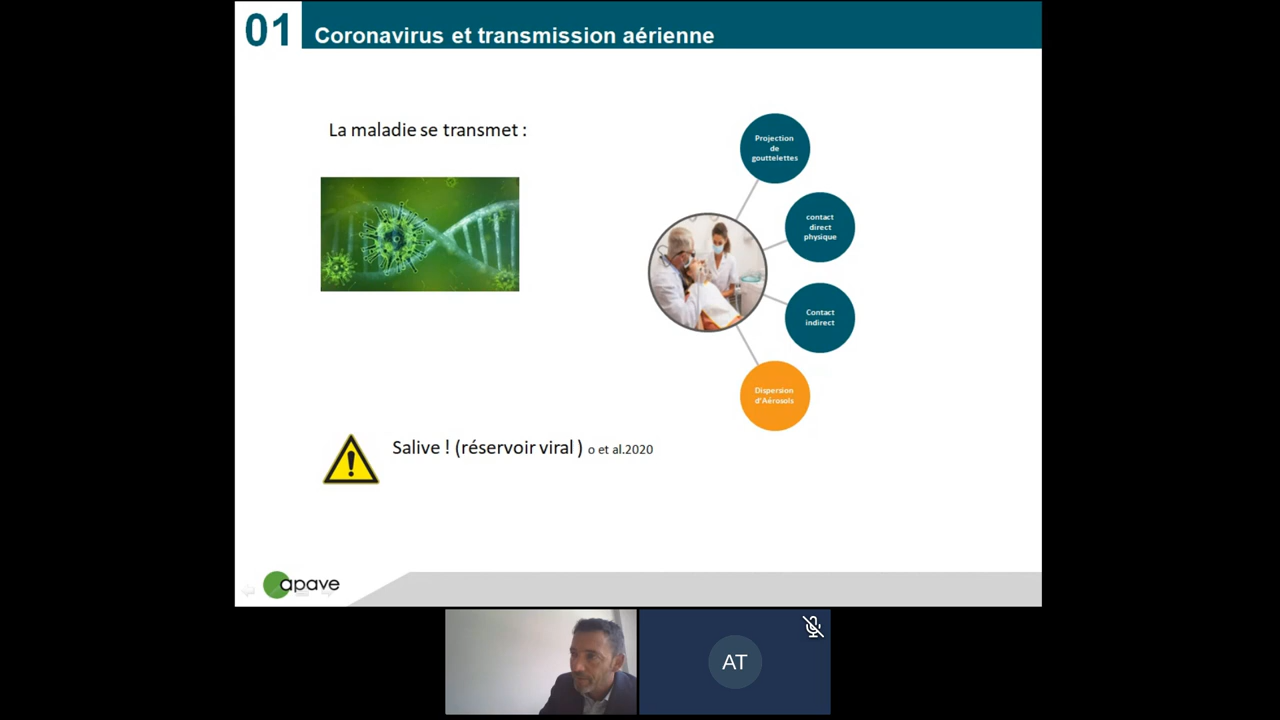 01
Coronavirus et transmission aérienne
La maladie se transmet :
Projection
de
gouttelettes
contact
direct
physique
Contact
indirect
Dispersion
d'Aérosols
Salive ! (réservoir viral ) o et al.2020
apave
AT